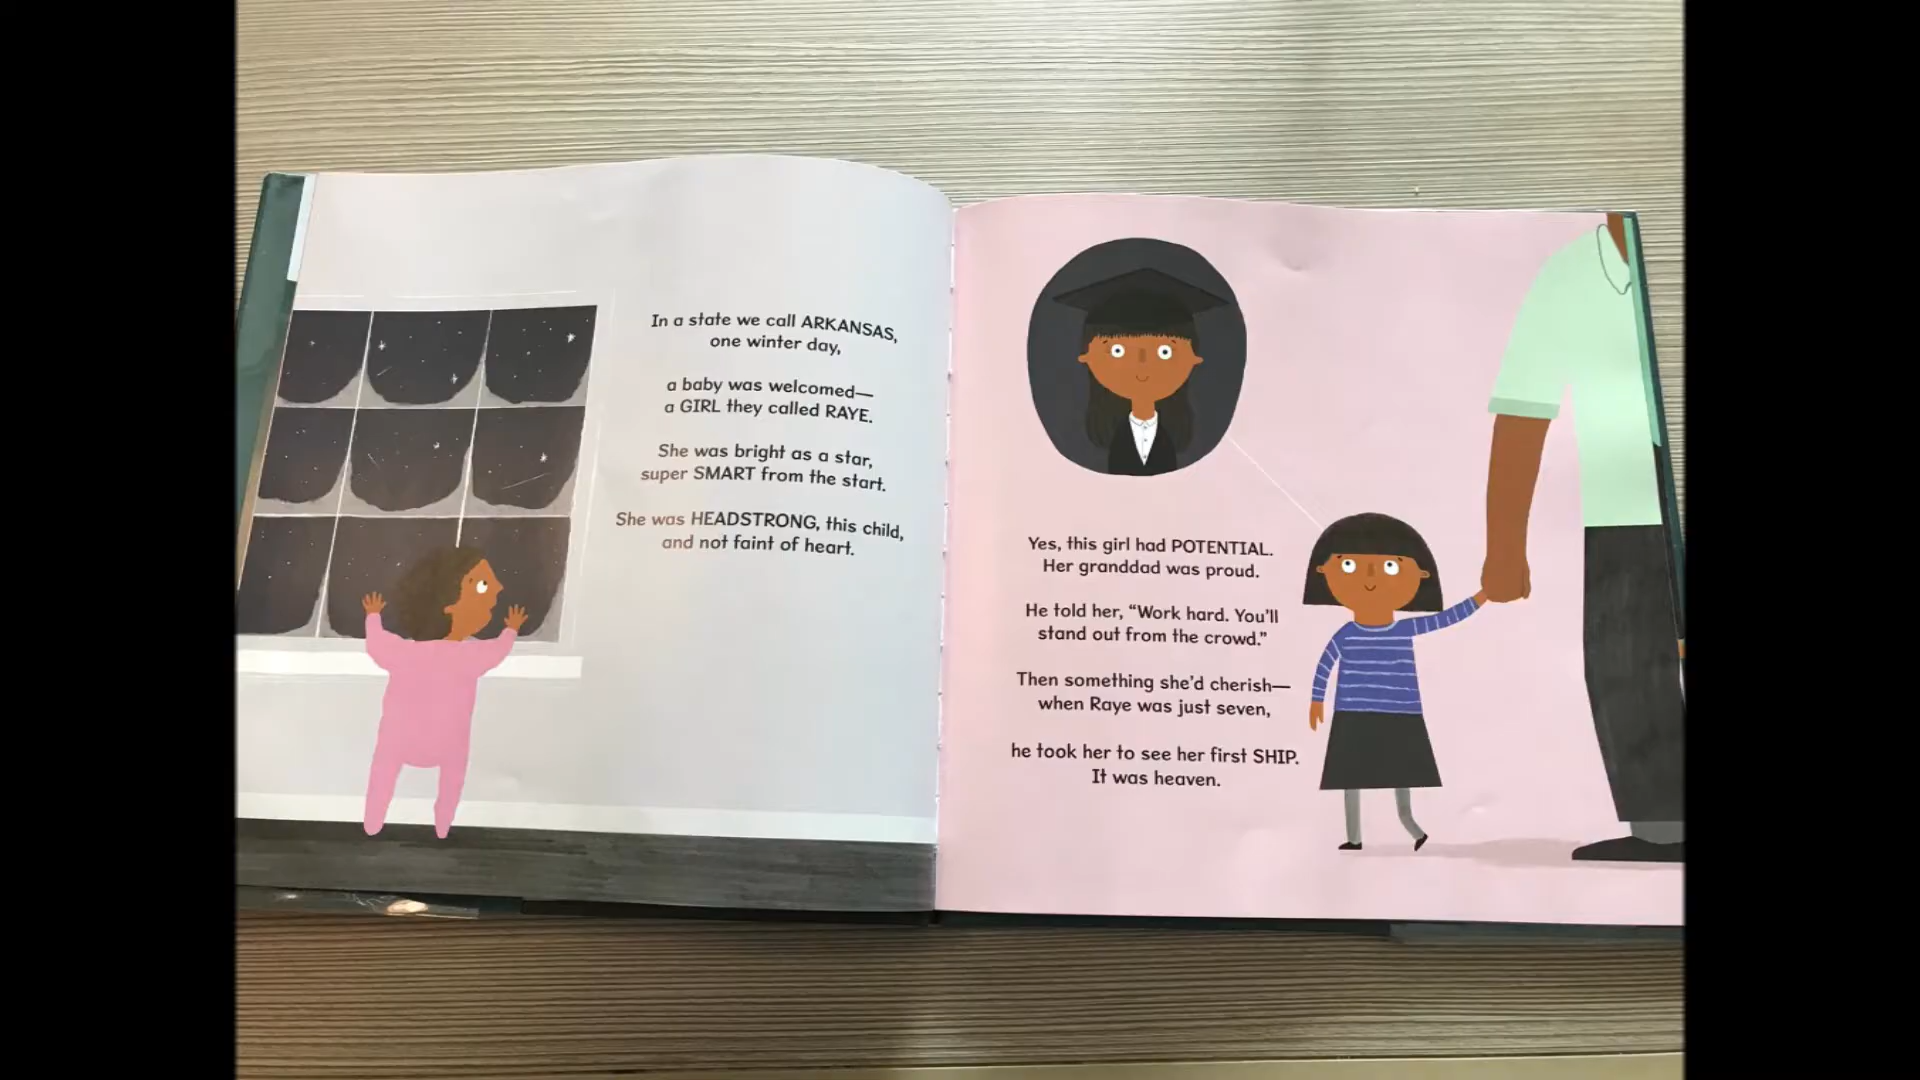 In a state we call ARKANSAS,
one winter day,
a baby was welcomed—
a GIRL they called RAYE.
She was bright as a star,
super SMART from the start.
She was HEADSTRONG, this child,
and not faint of heart.
Yes, this girl had POTENTIAL.
Her granddad was proud.
He told her, “Work hard. You’ll
stand out from the crowd.”
Then something she’d cherish—
when Raye was just seven,
he took her to see her first SHIP.
It was heaven.